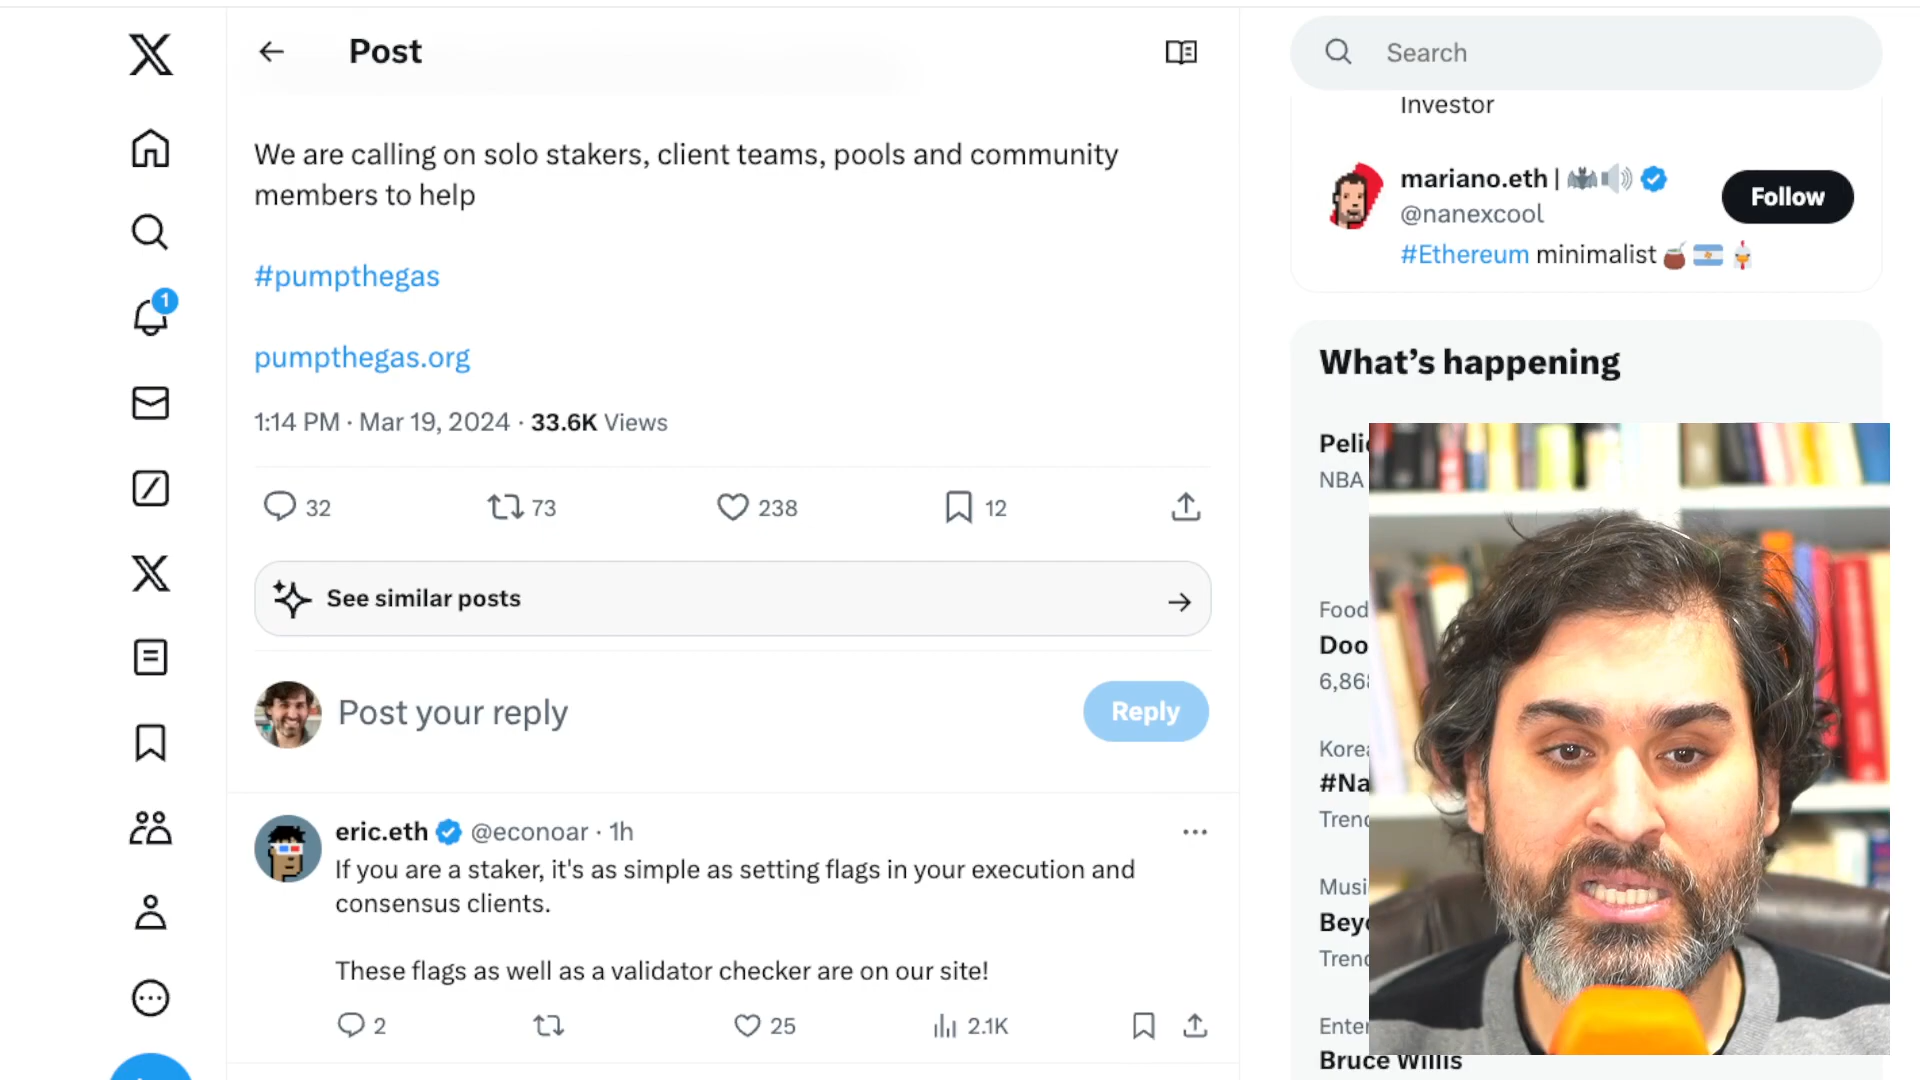 Post
We are calling on solo stakers, client teams, pools and community
members to help
#pumpthegas
pumpthegas.org
1:14 PM · Mar 19, 2024 · 33.6K Views
32
73
238
12
See similar posts
Post your reply
Reply
eric.eth @econoar · 1h
If you are a staker, it's as simple as setting flags in your execution and
consensus clients.
These flags as well as a validator checker are on our site!
2
25
2.1K
1
Search
Investor
mariano.eth |
@nanexcool
Follow
#Ethereum minimalist
What's happening
NBA
Food
6,86
Bruce Willis